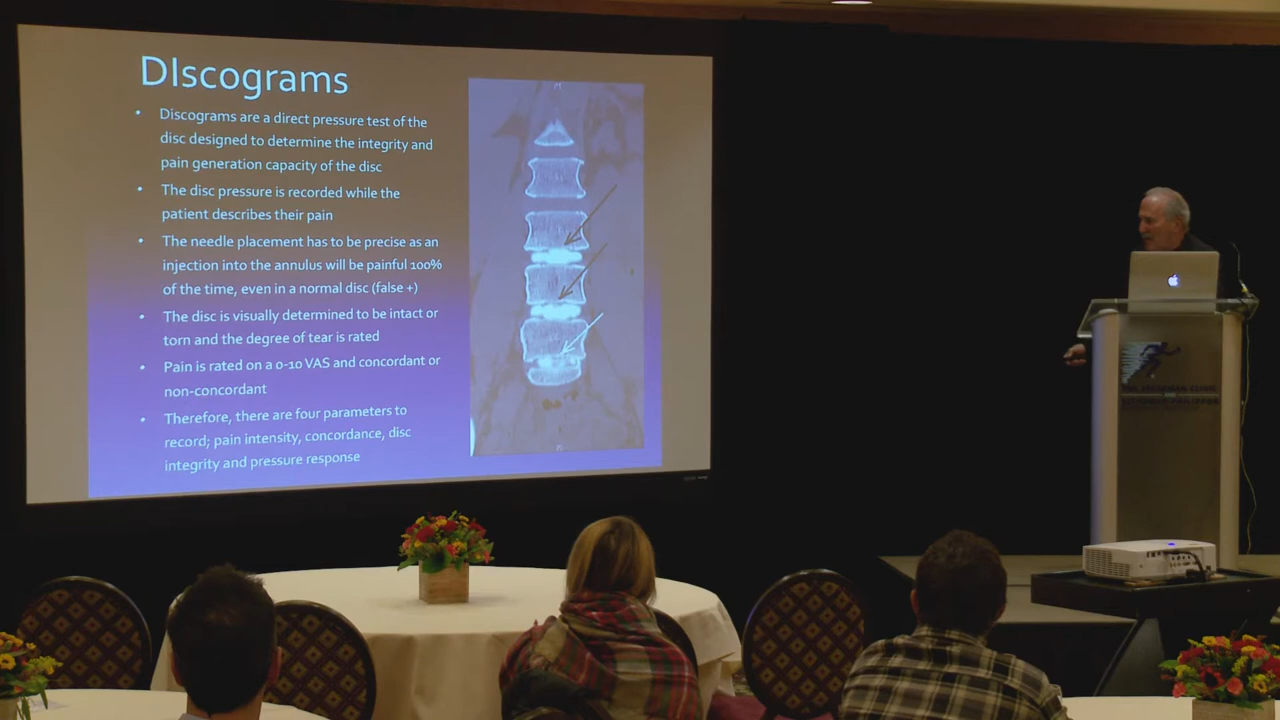 DIscograms
• Discograms are a direct pressure test of the
disc designed to determine the integrity and
pain generation capacity of the disc
• The disc pressure is recorded while the
patient describes their pain
• The needle placement has to be precise as an
injection into the annulus will be painful 100%
of the time, even in a normal disc (false +)
• The disc is visually determined to be intact or
torn and the degree of tear is rated
• Pain is rated on a 0-10 VAS and concordant or
non-concordant
• Therefore, there are four parameters to
record; pain intensity, concordance, disc
integrity and pressure response